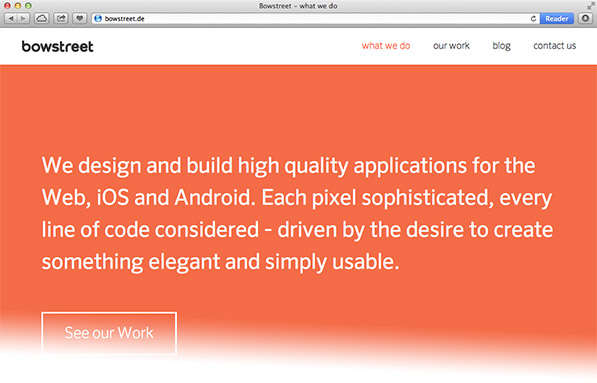 Bowstreet – what we do
bowstreet.de
Reader
bowstreet
what we do our work blog contact us
We design and build high quality applications for the
Web, iOS and Android. Each pixel sophisticated, every
line of code considered - driven by the desire to create
something elegant and simply usable.
See our Work